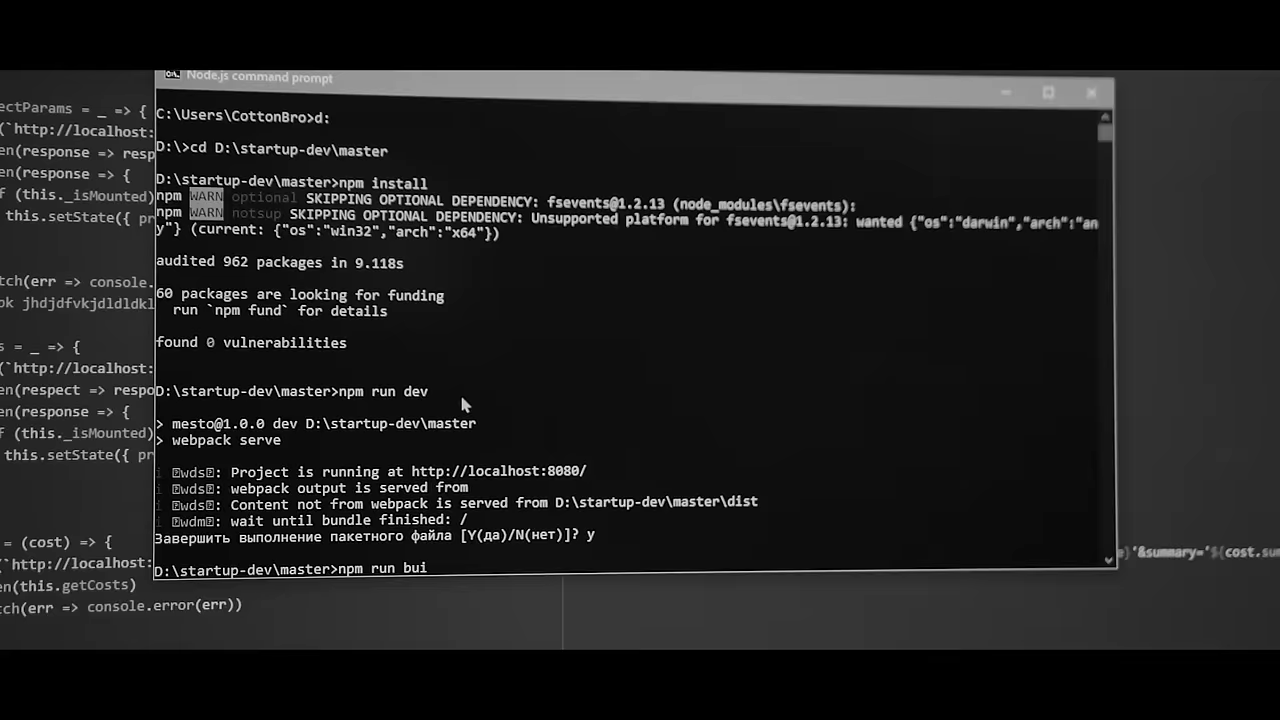 Node.js command prompt
C:\Users\CottonBro>d:
D:\>cd D:\startup-dev\master
D:\startup-dev\master>npm install
npm WARN optional SKIPPING OPTIONAL DEPENDENCY: fsevents@1.2.13 (node_modules\fsevents):
npm WARN notsup SKIPPING OPTIONAL DEPENDENCY: Unsupported platform for fsevents@1.2.13: wanted {"os":"darwin","arch":"an
y"} (current: {"os":"win32","arch":"x64"})
audited 962 packages in 9.118s
60 packages are looking for funding
run `npm fund` for details
found 0 vulnerabilities
D:\startup-dev\master>npm run dev
> mesto@1.0.0 dev D:\startup-dev\master
> webpack serve
i ｢wds｣: Project is running at http://localhost:8080/
i ｢wds｣: webpack output is served from
i ｢wds｣: Content not from webpack is served from D:\startup-dev\master\dist
i ｢wdm｣: wait until bundle finished: /
Завершить выполнение пакетного файла [Y(да)/N(нет)]? y
D:\startup-dev\master>npm run bui
ectParams = _ => {
(`http://localhost:
en(response => resp
en(response => {
f (this._isMounted)
this.setState({ pr
tch(err => console.
ok jhdjdfvkjdldldkl
s = _ => {
(`http://localhost:
en(respect => respo
en(response => {
f (this._isMounted)
this.setState({ pr
= (cost) => {
(`http://localhost:
en(this.getCosts)
tch(err => console.error(err))
}'&summary='${cost.su